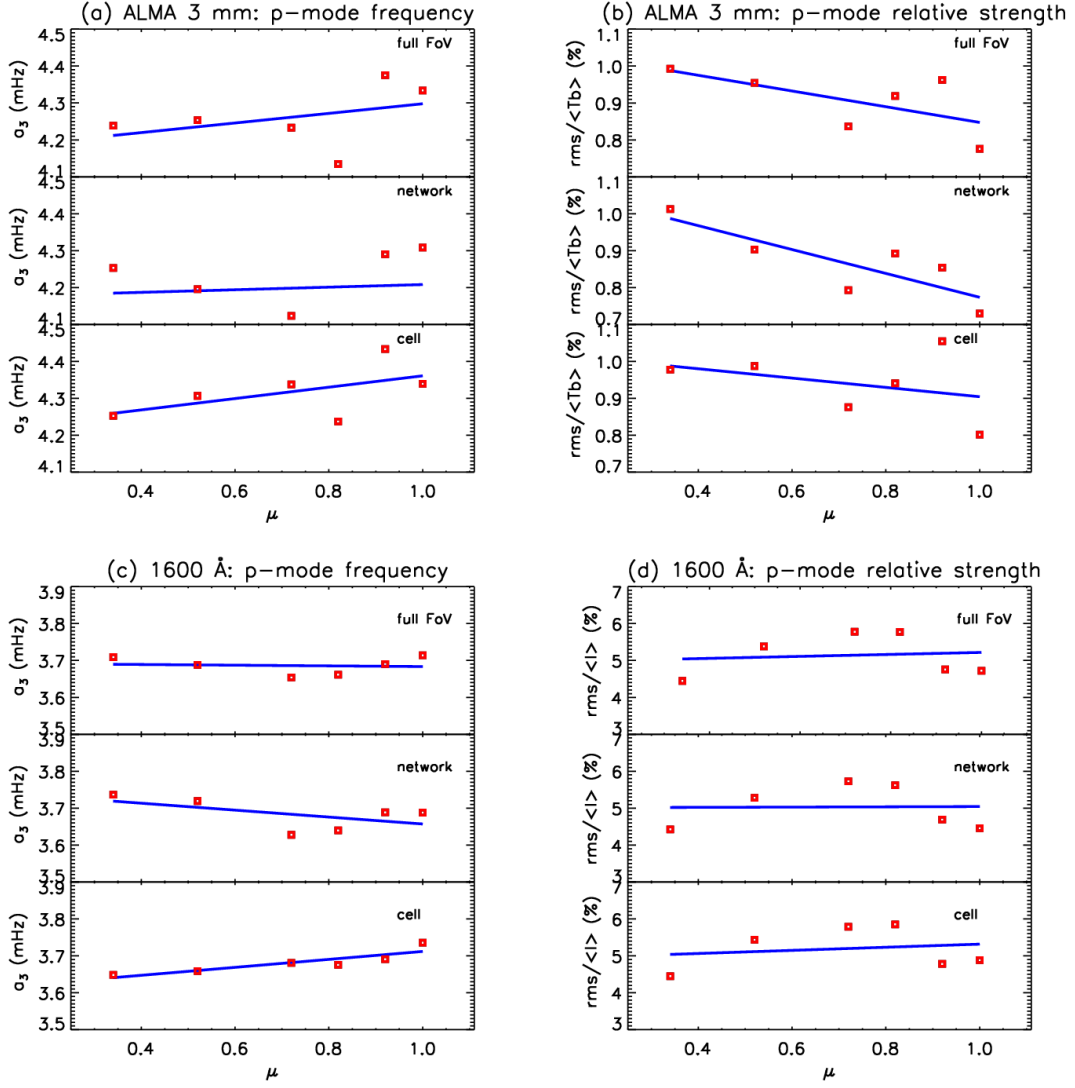 (a) ALMA 3 mm: p-mode frequency
4.5
4.4
4.3
4.2
4.1
a3 (mHz)
full FoV
4.5
4.4
4.3
4.2
4.1
a3 (mHz)
network
4.5
4.4
4.3
4.2
4.1
a3 (mHz)
cell
0.4 0.6 0.8 1.0
μ
(b) ALMA 3 mm: p-mode relative strength
1.1
1.0
0.9
0.8
rms/<Tb> (%)
full FoV
1.1
1.0
0.9
0.8
0.7
rms/<Tb> (%)
network
1.1
1.0
0.9
0.8
0.7
rms/<Tb> (%)
cell
0.4 0.6 0.8 1.0
μ
(c) 1600 Å: p-mode frequency
3.9
3.8
3.7
3.6
3.5
a3 (mHz)
full FoV
3.9
3.8
3.7
3.6
3.5
a3 (mHz)
network
3.9
3.8
3.7
3.6
3.5
a3 (mHz)
cell
0.4 0.6 0.8 1.0
μ
(d) 1600 Å: p-mode relative strength
7
6
5
4
3
rms/<I> (%)
full FoV
7
6
5
4
3
rms/<I> (%)
network
7
6
5
4
3
rms/<I> (%)
cell
0.4 0.6 0.8 1.0
μ